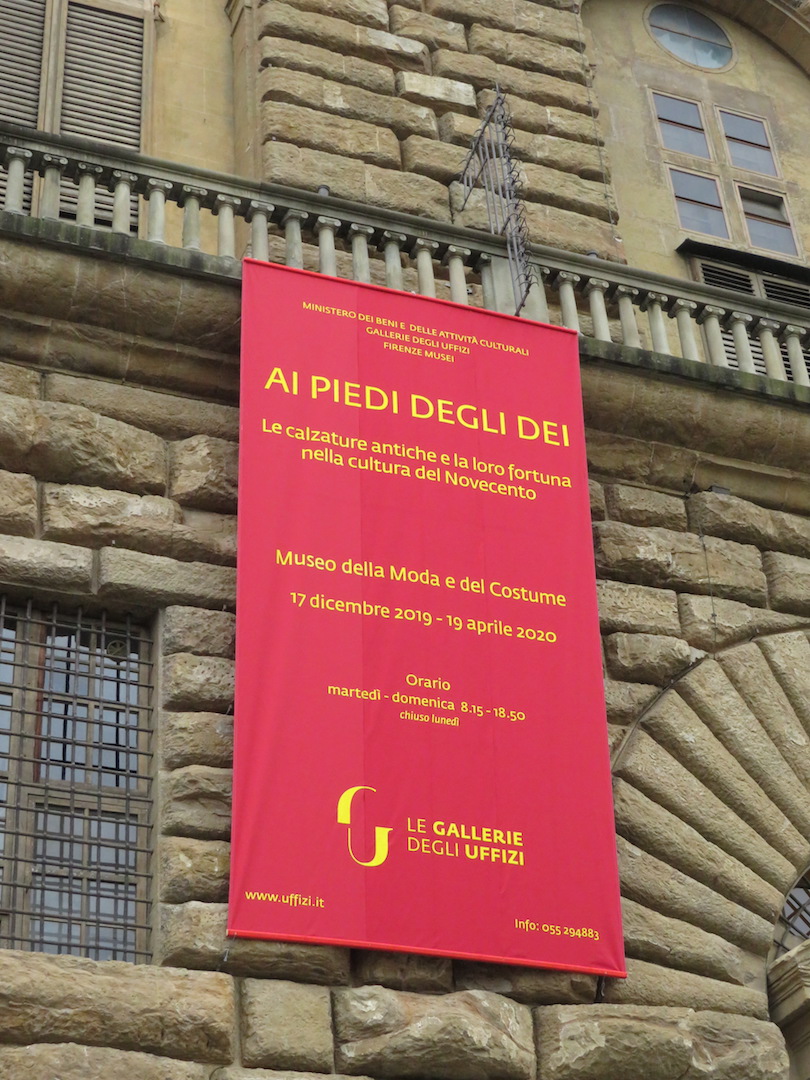 MINISTERO DEI BENI E DELLE ATTIVITÀ CULTURALI
GALLERIE DEGLI UFFIZI
FIRENZE MUSEI
AI PIEDI DEGLI DEI
Le calzature antiche e la loro fortuna
nella cultura del Novecento
Museo della Moda e del Costume
17 dicembre 2019 - 19 aprile 2020
Orario
martedì - domenica 8.15 - 18.50
chiuso lunedì
LE GALLERIE
DEGLI UFFIZI
www.uffizi.it
Info: 055 294883